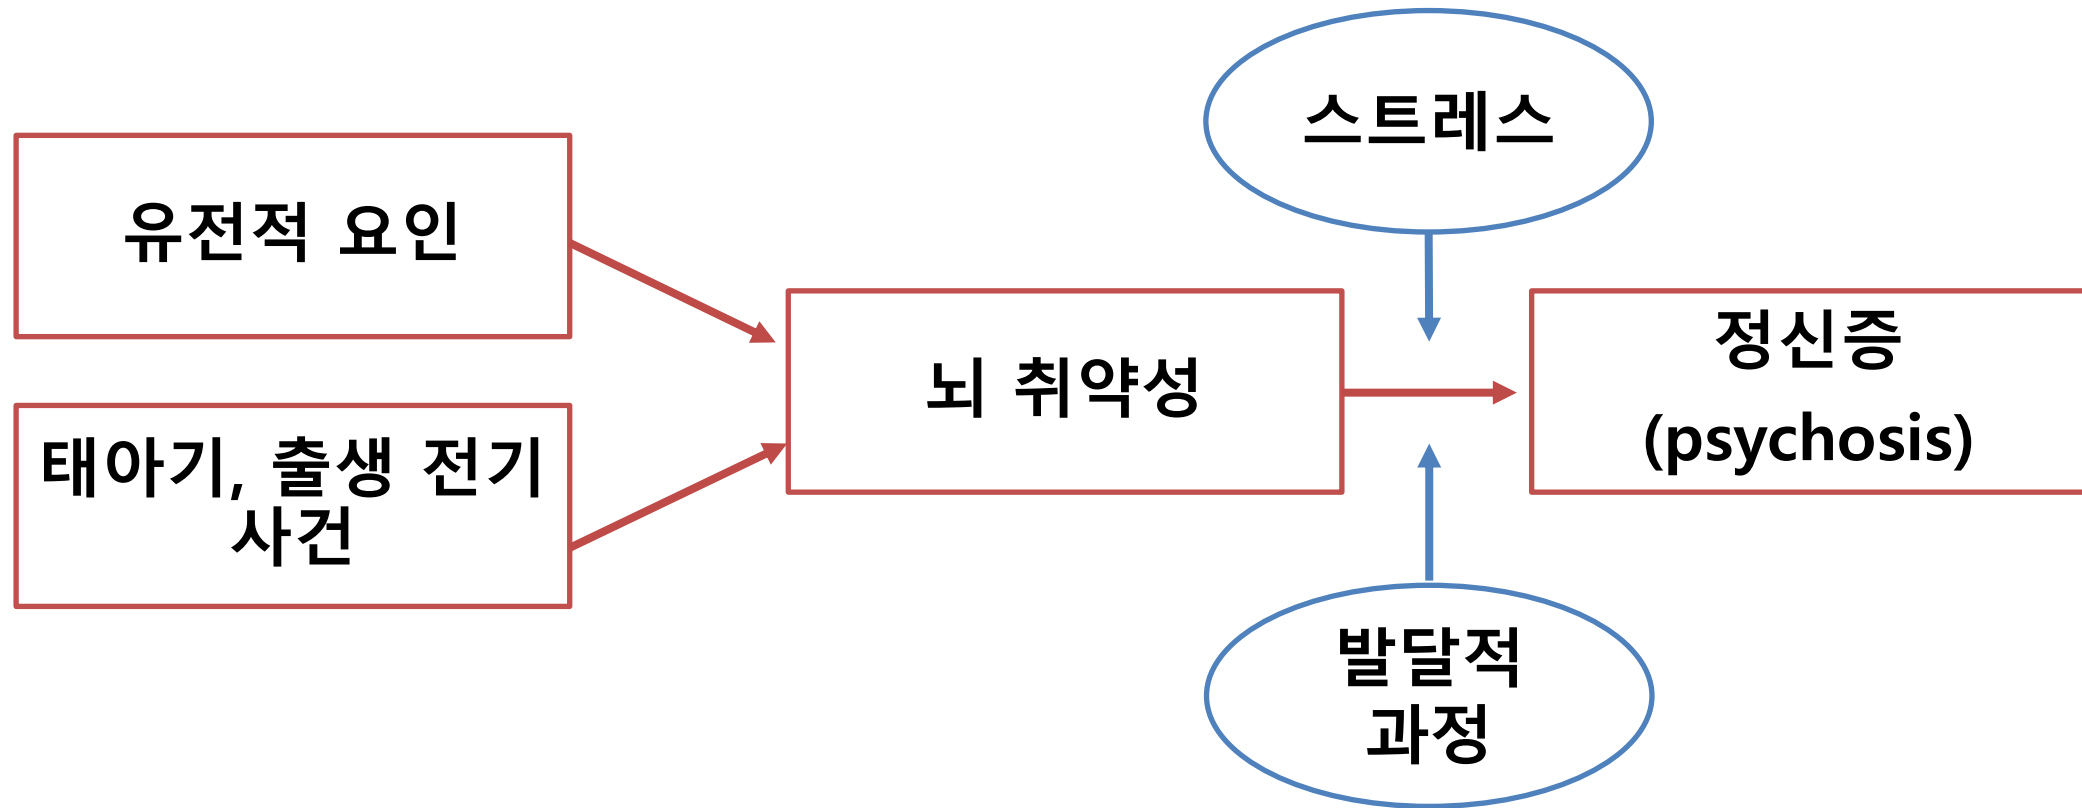 유전적 요인
태아기, 출생 전기
사건
뇌 취약성
스트레스
발달적
과정
정신증
(psychosis)